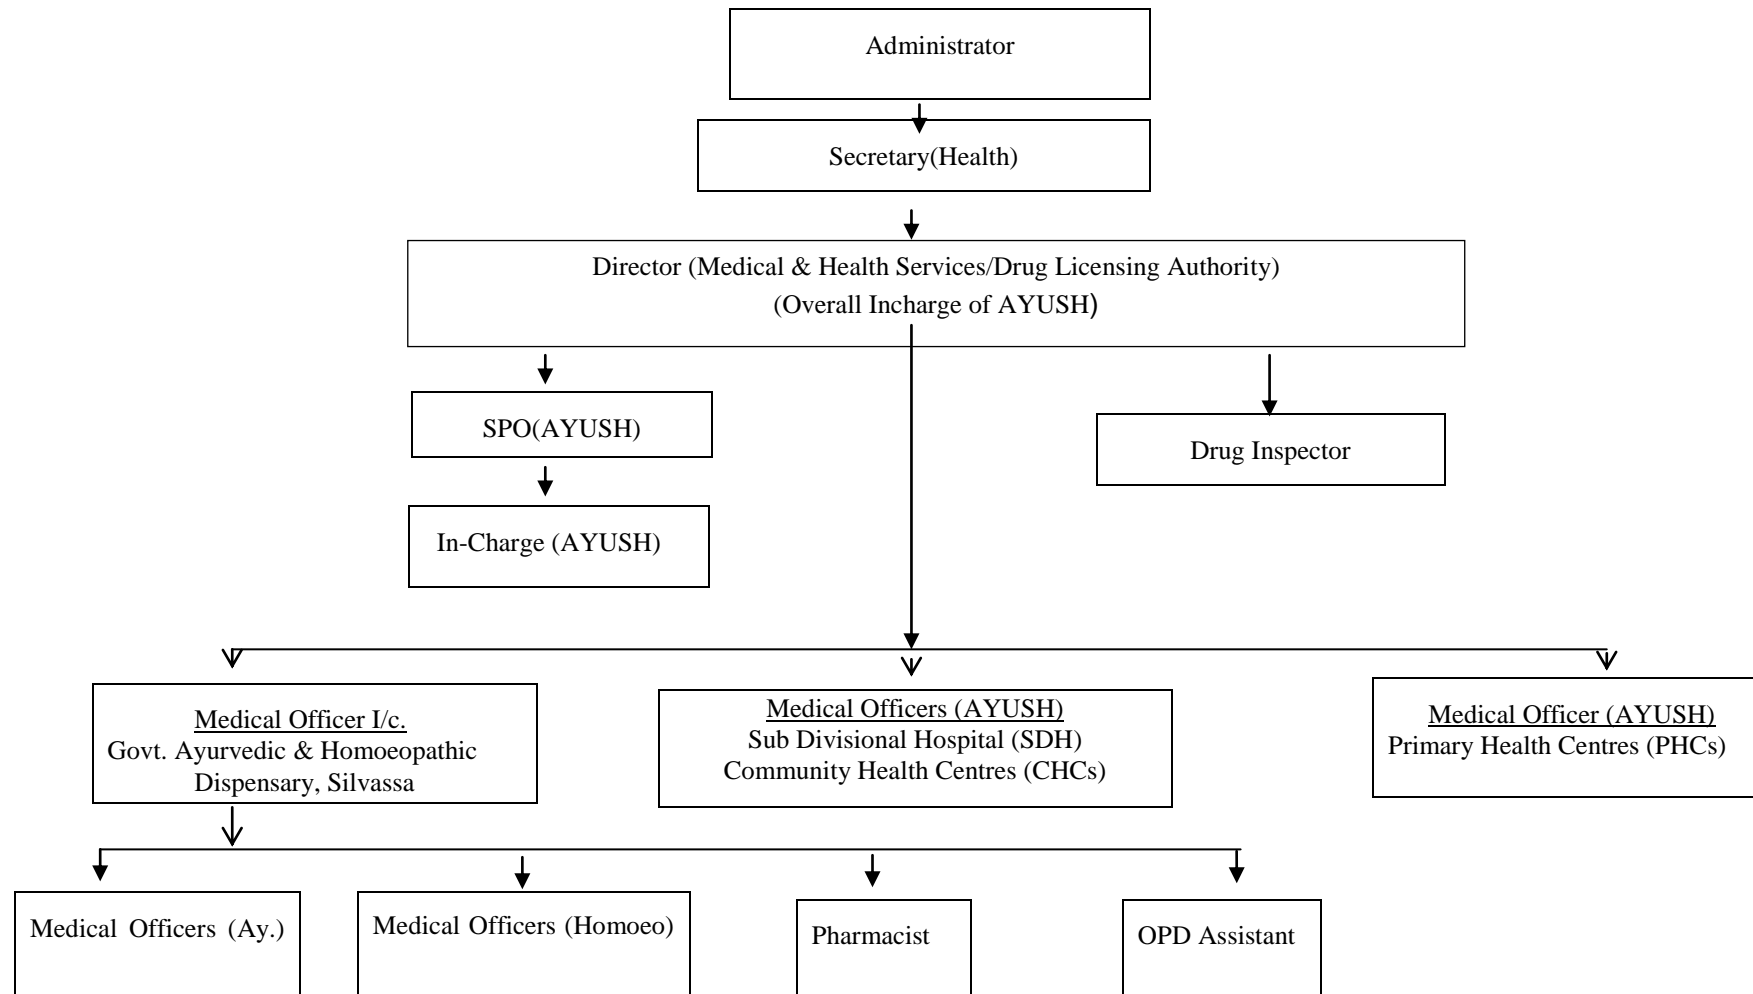 Administrator
Secretary(Health)
Director (Medical & Health Services/Drug Licensing Authority)
(Overall Incharge of AYUSH)
SPO(AYUSH)
Drug Inspector
In-Charge (AYUSH)
Medical Officer I/c.
Govt. Ayurvedic & Homoeopathic
Dispensary, Silvassa
Medical Officers (AYUSH)
Sub Divisional Hospital (SDH)
Community Health Centres (CHCs)
Medical Officer (AYUSH)
Primary Health Centres (PHCs)
Medical Officers (Ay.)
Medical Officers (Homoeo)
Pharmacist
OPD Assistant